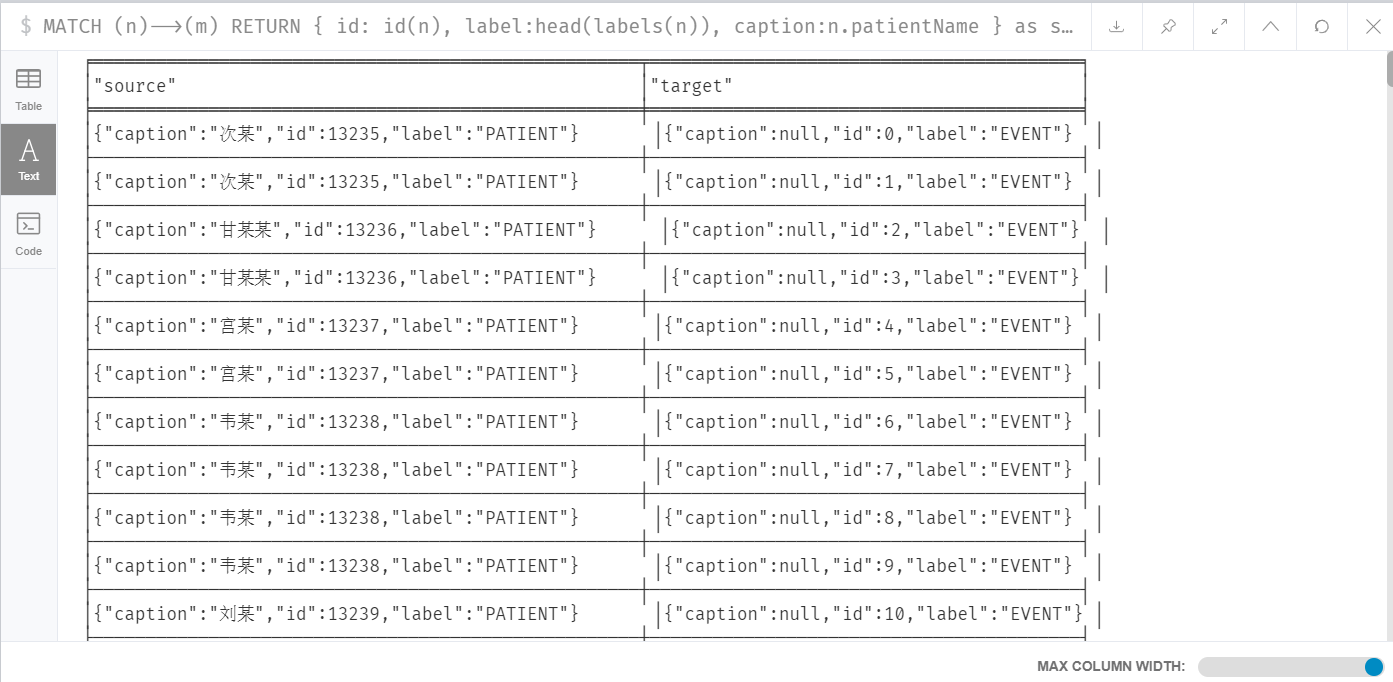 $ MATCH (n)-->(m) RETURN { id: id(n), label:head(labels(n)), caption:n.patientName } as s…
Table
A
Text
Code
"source" "target"
{"caption":"次某","id":13235,"label":"PATIENT"} {"caption":null,"id":0,"label":"EVENT"}
{"caption":"次某","id":13235,"label":"PATIENT"} {"caption":null,"id":1,"label":"EVENT"}
{"caption":"甘某某","id":13236,"label":"PATIENT"} {"caption":null,"id":2,"label":"EVENT"}
{"caption":"甘某某","id":13236,"label":"PATIENT"} {"caption":null,"id":3,"label":"EVENT"}
{"caption":"宫某","id":13237,"label":"PATIENT"} {"caption":null,"id":4,"label":"EVENT"}
{"caption":"宫某","id":13237,"label":"PATIENT"} {"caption":null,"id":5,"label":"EVENT"}
{"caption":"韦某","id":13238,"label":"PATIENT"} {"caption":null,"id":6,"label":"EVENT"}
{"caption":"韦某","id":13238,"label":"PATIENT"} {"caption":null,"id":7,"label":"EVENT"}
{"caption":"韦某","id":13238,"label":"PATIENT"} {"caption":null,"id":8,"label":"EVENT"}
{"caption":"韦某","id":13238,"label":"PATIENT"} {"caption":null,"id":9,"label":"EVENT"}
{"caption":"刘某","id":13239,"label":"PATIENT"} {"caption":null,"id":10,"label":"EVENT"}
MAX COLUMN WIDTH: